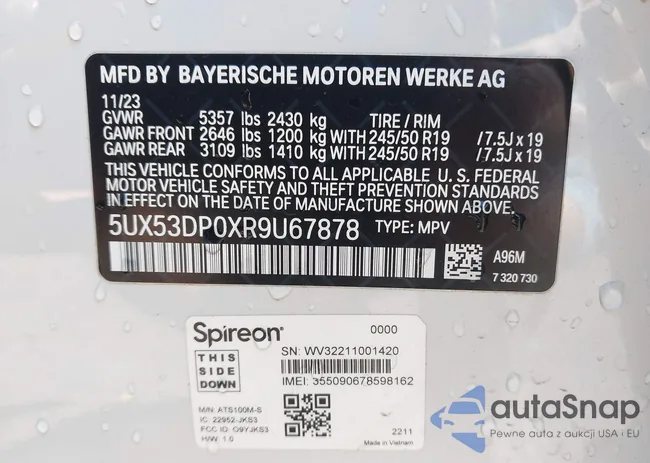 MFD BY BAYERISCHE MOTOREN WERKE AG
11/23
GVWR 5357 lbs 2430 kg TIRE / RIM
GAWR FRONT 2646 lbs 1200 kg WITH 245/50 R19 / 7.5J x 19
GAWR REAR 3109 lbs 1410 kg WITH 245/50 R19 / 7.5J x 19
THIS VEHICLE CONFORMS TO ALL APPLICABLE U. S. FEDERAL
MOTOR VEHICLE SAFETY AND THEFT PREVENTION STANDARDS
IN EFFECT ON THE DATE OF MANUFACTURE SHOWN ABOVE
5UX53DP0XR9U67878 TYPE: MPV
A96M
7 320 730
Spireon 0000
SN: WV32211001420
THIS
SIDE
DOWN
IMEI: 355090678598162
M/N: ATS100M-S
IC: 22952-JKS3
FCC ID: O9YJKS3
H/W: 1.0
2211
Made in Vietnam
autaSnap
Pewne auta z aukcji USA i EU